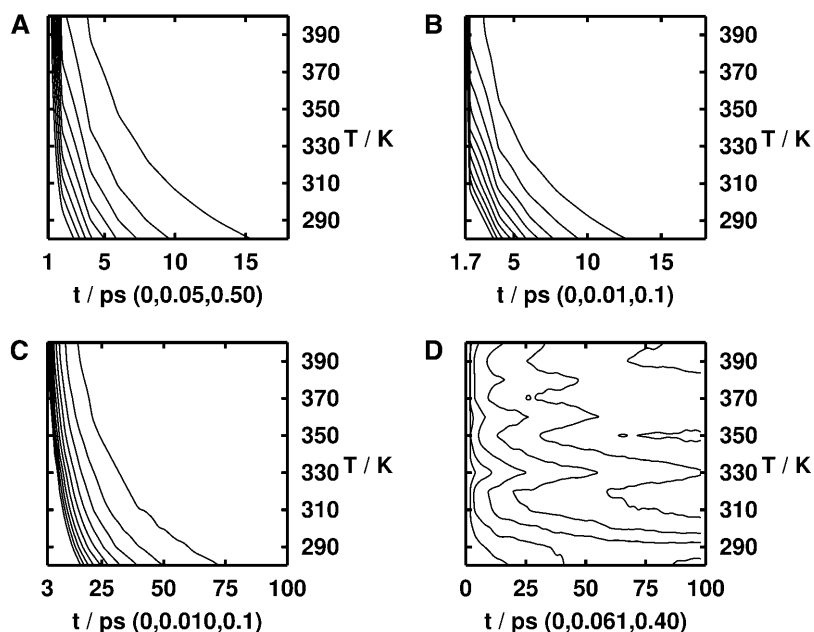 A
390
370
350
330
T / K
310
290
1 5 10 15
t / ps (0,0.05,0.50)
B
390
370
350
330
T / K
310
290
1.7 5 10 15
t / ps (0,0.01,0.1)
C
390
370
350
330
T / K
310
290
3 25 50 75 100
t / ps (0,0.010,0.1)
D
390
370
350
330
T / K
310
290
0 25 50 75 100
t / ps (0,0.061,0.40)